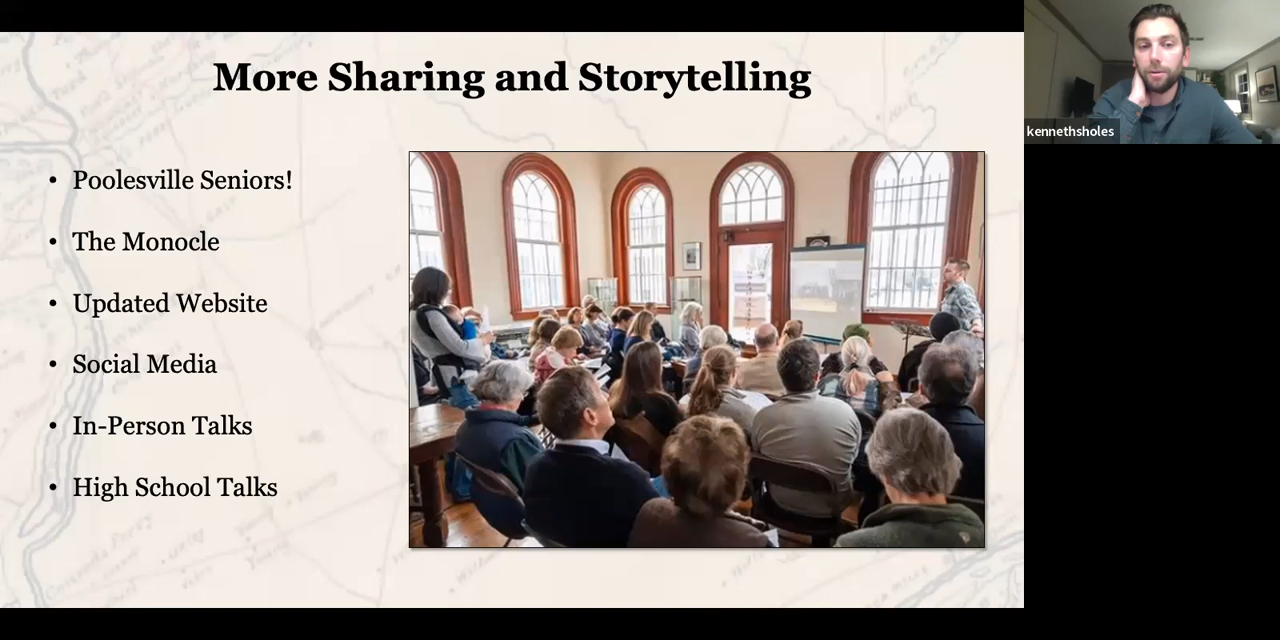 More Sharing and Storytelling
kennethsholes
• Poolesville Seniors!
• The Monocle
• Updated Website
• Social Media
• In-Person Talks
• High School Talks